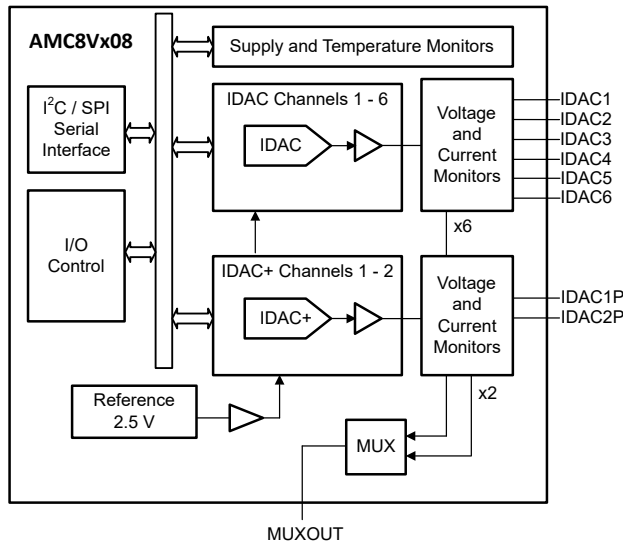 AMC8Vx08
Supply and Temperature Monitors
I²C / SPI
Serial
Interface
IDAC Channels 1 - 6
IDAC
Voltage
and
Current
Monitors
IDAC1
IDAC2
IDAC3
IDAC4
IDAC5
IDAC6
x6
I/O
Control
IDAC+ Channels 1 - 2
IDAC+
Voltage
and
Current
Monitors
IDAC1P
IDAC2P
x2
Reference
2.5 V
MUX
MUXOUT